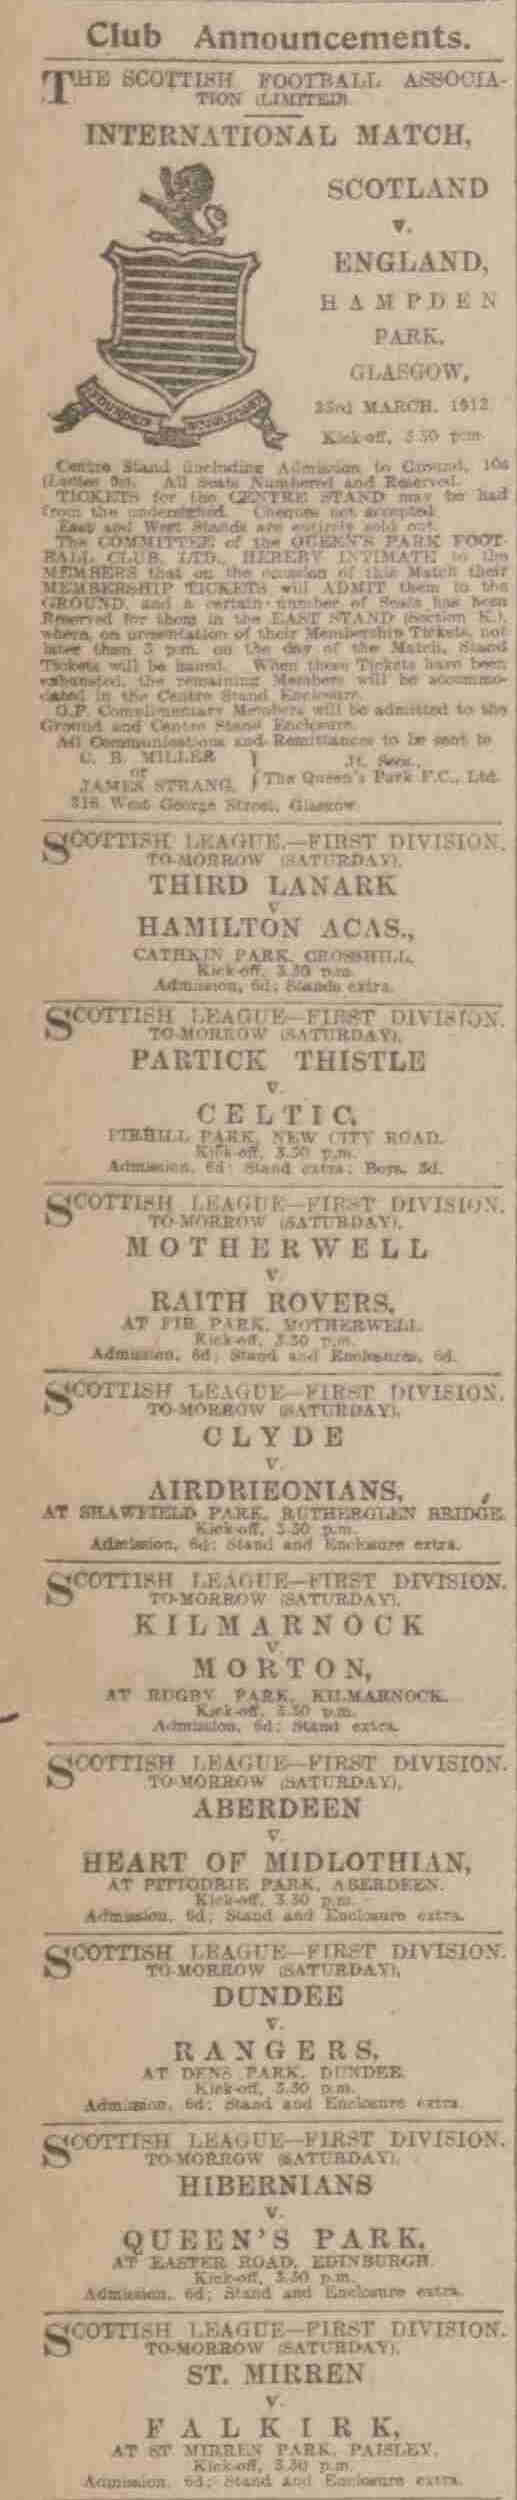 Club Announcements.
THE SCOTTISH FOOTBALL ASSOCIA-
TION (LIMITED).
INTERNATIONAL MATCH,
SCOTLAND
v.
ENGLAND,
HAMPDEN
PARK,
GLASGOW,
23rd MARCH, 1912.
Kick-off, 3.30 p.m.
Centre Stand (including Admission to Ground, 10s
(Ladies 5s). All Seats Numbered and Reserved.
TICKETS for the CENTRE STAND may be had
from the undersigned. Cheques not accepted.
East and West Stands are entirely sold out.
The COMMITTEE of the QUEEN'S PARK FOOT-
BALL CLUB, LTD., HEREBY INTIMATE to the
MEMBERS that on the occasion of this Match their
MEMBERSHIP TICKETS will ADMIT them to the
GROUND, and a certain number of Seats has been
Reserved for them in the EAST STAND (Section K.),
where, on presentation of their Membership Tickets, not
later than 3 p.m. on the day of the Match, Stand
Tickets will be issued. When these Tickets have been
exhausted, the remaining Members will be accommo-
dated in the Centre Stand Enclosure.
Q.P. Complimentary Members will be admitted to the
Ground and Centre Stand Enclosure.
All Communications and Remittances to be sent to
C. B. MILLER } Jt. Secs.,
or
JAMES STRANG, } The Queen's Park F.C., Ltd.
216 West George Street, Glasgow.
SCOTTISH LEAGUE.—FIRST DIVISION.
TO-MORROW (SATURDAY).
THIRD LANARK
v
HAMILTON ACAS.,
CATHKIN PARK, CROSSHILL.
Kick-off, 3.30 p.m.
Admission, 6d; Stands extra.
SCOTTISH LEAGUE—FIRST DIVISION.
TO-MORROW (SATURDAY).
PARTICK THISTLE
v.
CELTIC,
FIRHILL PARK, NEW CITY ROAD.
Kick-off, 3.30 p.m.
Admission, 6d; Stand extra; Boys, 3d.
SCOTTISH LEAGUE—FIRST DIVISION.
TO-MORROW (SATURDAY).
MOTHERWELL
v.
RAITH ROVERS,
AT FIR PARK, MOTHERWELL.
Kick-off, 3.30 p.m.
Admission, 6d; Stand and Enclosures, 6d.
SCOTTISH LEAGUE—FIRST DIVISION.
TO-MORROW (SATURDAY).
CLYDE
v.
AIRDRIEONIANS,
AT SHAWFIELD PARK, RUTHERGLEN BRIDGE.
Kick-off, 3.30 p.m.
Admission, 6d; Stand and Enclosure extra.
SCOTTISH LEAGUE—FIRST DIVISION.
TO-MORROW (SATURDAY).
KILMARNOCK
v.
MORTON,
AT RUGBY PARK, KILMARNOCK.
Kick-off, 3.30 p.m.
Admission, 6d; Stand extra.
SCOTTISH LEAGUE—FIRST DIVISION.
TO-MORROW (SATURDAY),
ABERDEEN
v.
HEART OF MIDLOTHIAN,
AT PITTODRIE PARK, ABERDEEN.
Kick-off, 3.30 p.m.
Admission, 6d; Stand and Enclosure extra.
SCOTTISH LEAGUE—FIRST DIVISION.
TO-MORROW (SATURDAY),
DUNDEE
v.
RANGERS,
AT DENS PARK, DUNDEE.
Kick-off, 3.30 p.m.
Admission, 6d; Stand and Enclosure extra.
SCOTTISH LEAGUE—FIRST DIVISION.
TO-MORROW (SATURDAY).
HIBERNIANS
v.
QUEEN'S PARK,
AT EASTER ROAD, EDINBURGH.
Kick-off, 3.30 p.m.
Admission, 6d; Stand and Enclosure extra.
SCOTTISH LEAGUE—FIRST DIVISION.
TO-MORROW (SATURDAY).
ST. MIRREN
v.
FALKIRK,
AT ST MIRREN PARK, PAISLEY.
Kick-off, 3.30 p.m.
Admission, 6d; Stand and Enclosure extra.